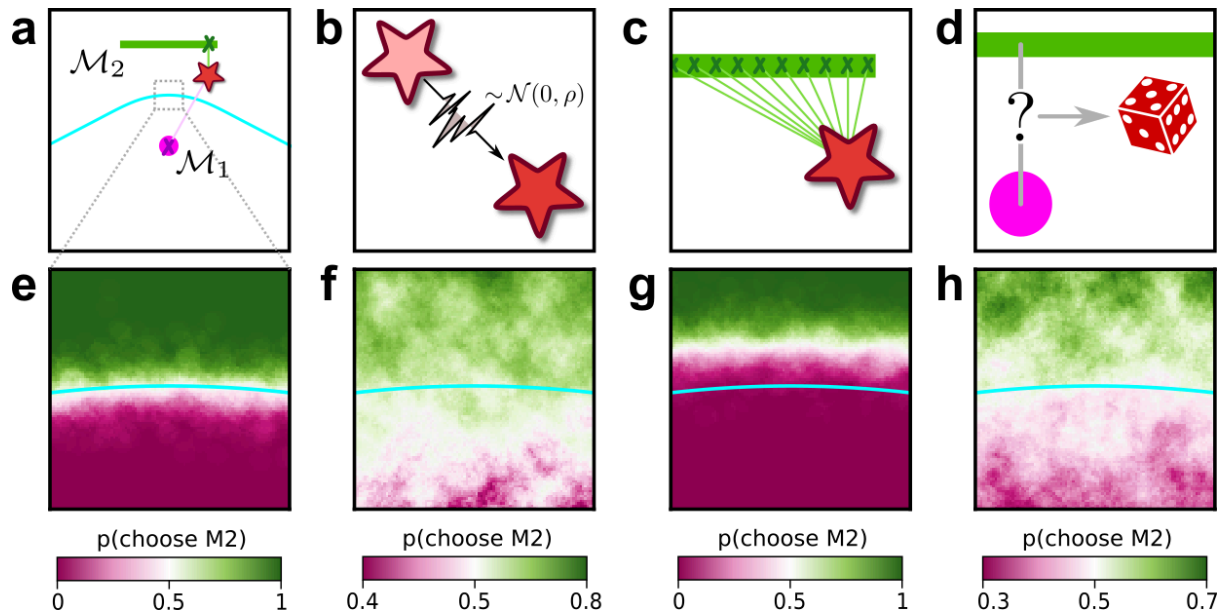 a
b
c
d
ℳ₂
ℳ₁
∼𝒩(0, ρ)
?
e
f
g
h
p(choose M2)
p(choose M2)
p(choose M2)
p(choose M2)
0 0.5 1
0.4 0.5 0.8
0 0.5 1
0.3 0.5 0.7